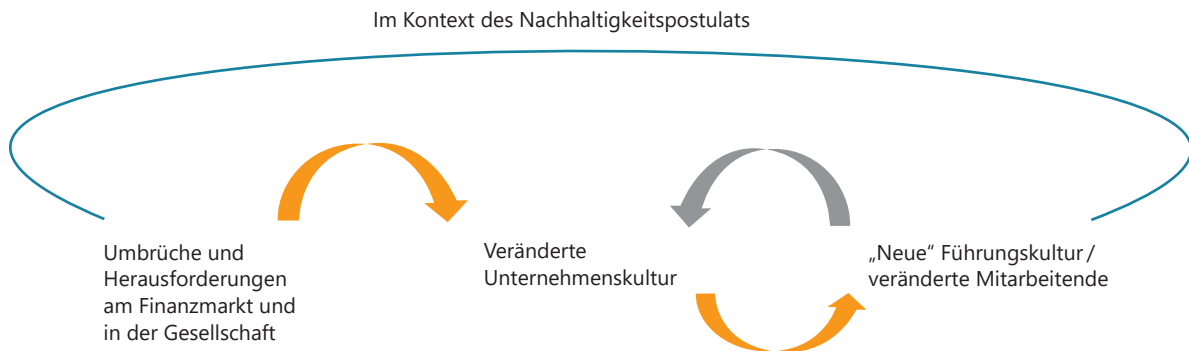 Im Kontext des Nachhaltigkeitspostulats
Umbrüche und
Herausforderungen
am Finanzmarkt und
in der Gesellschaft
Veränderte
Unternehmenskultur
„Neue“ Führungskultur /
veränderte Mitarbeitende